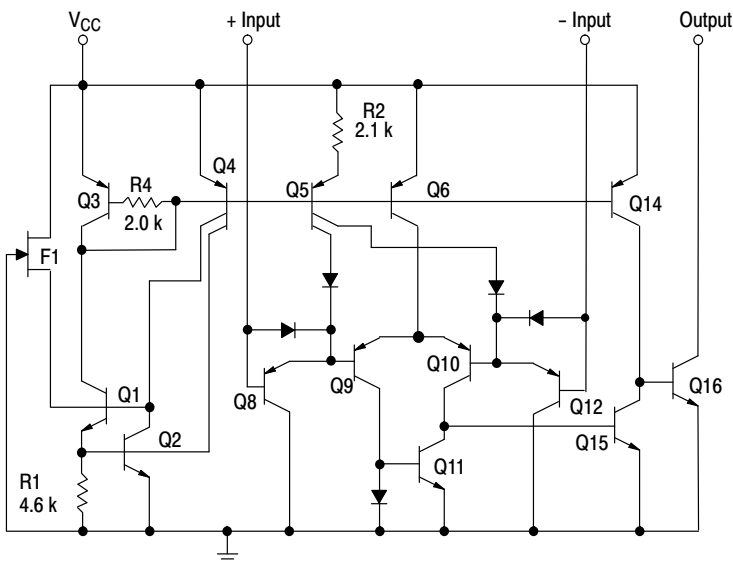 VCC
+ Input
– Input
Output
R2
2.1 k
Q4
Q3
R4
2.0 k
Q5
Q6
Q14
F1
Q1
Q2
Q8
Q9
Q10
Q12
Q16
Q15
Q11
R1
4.6 k